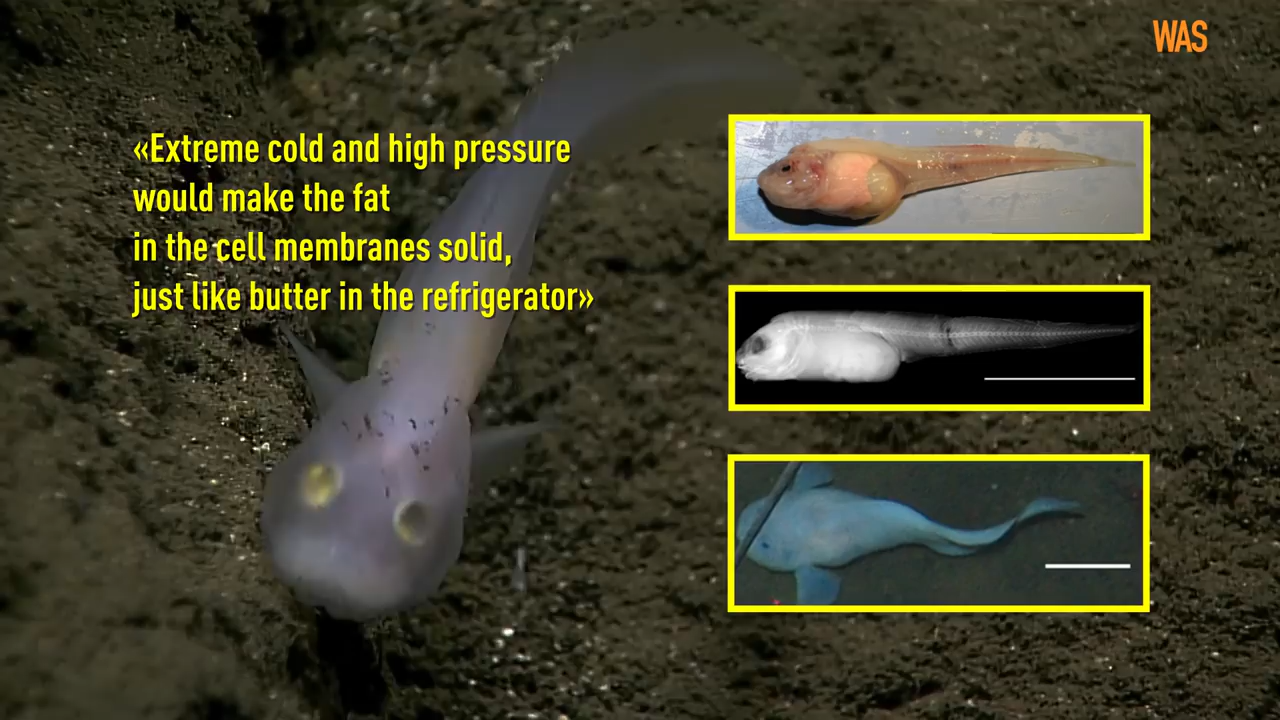 WAS
«Extreme cold and high pressure
would make the fat
in the cell membranes solid,
just like butter in the refrigerator»